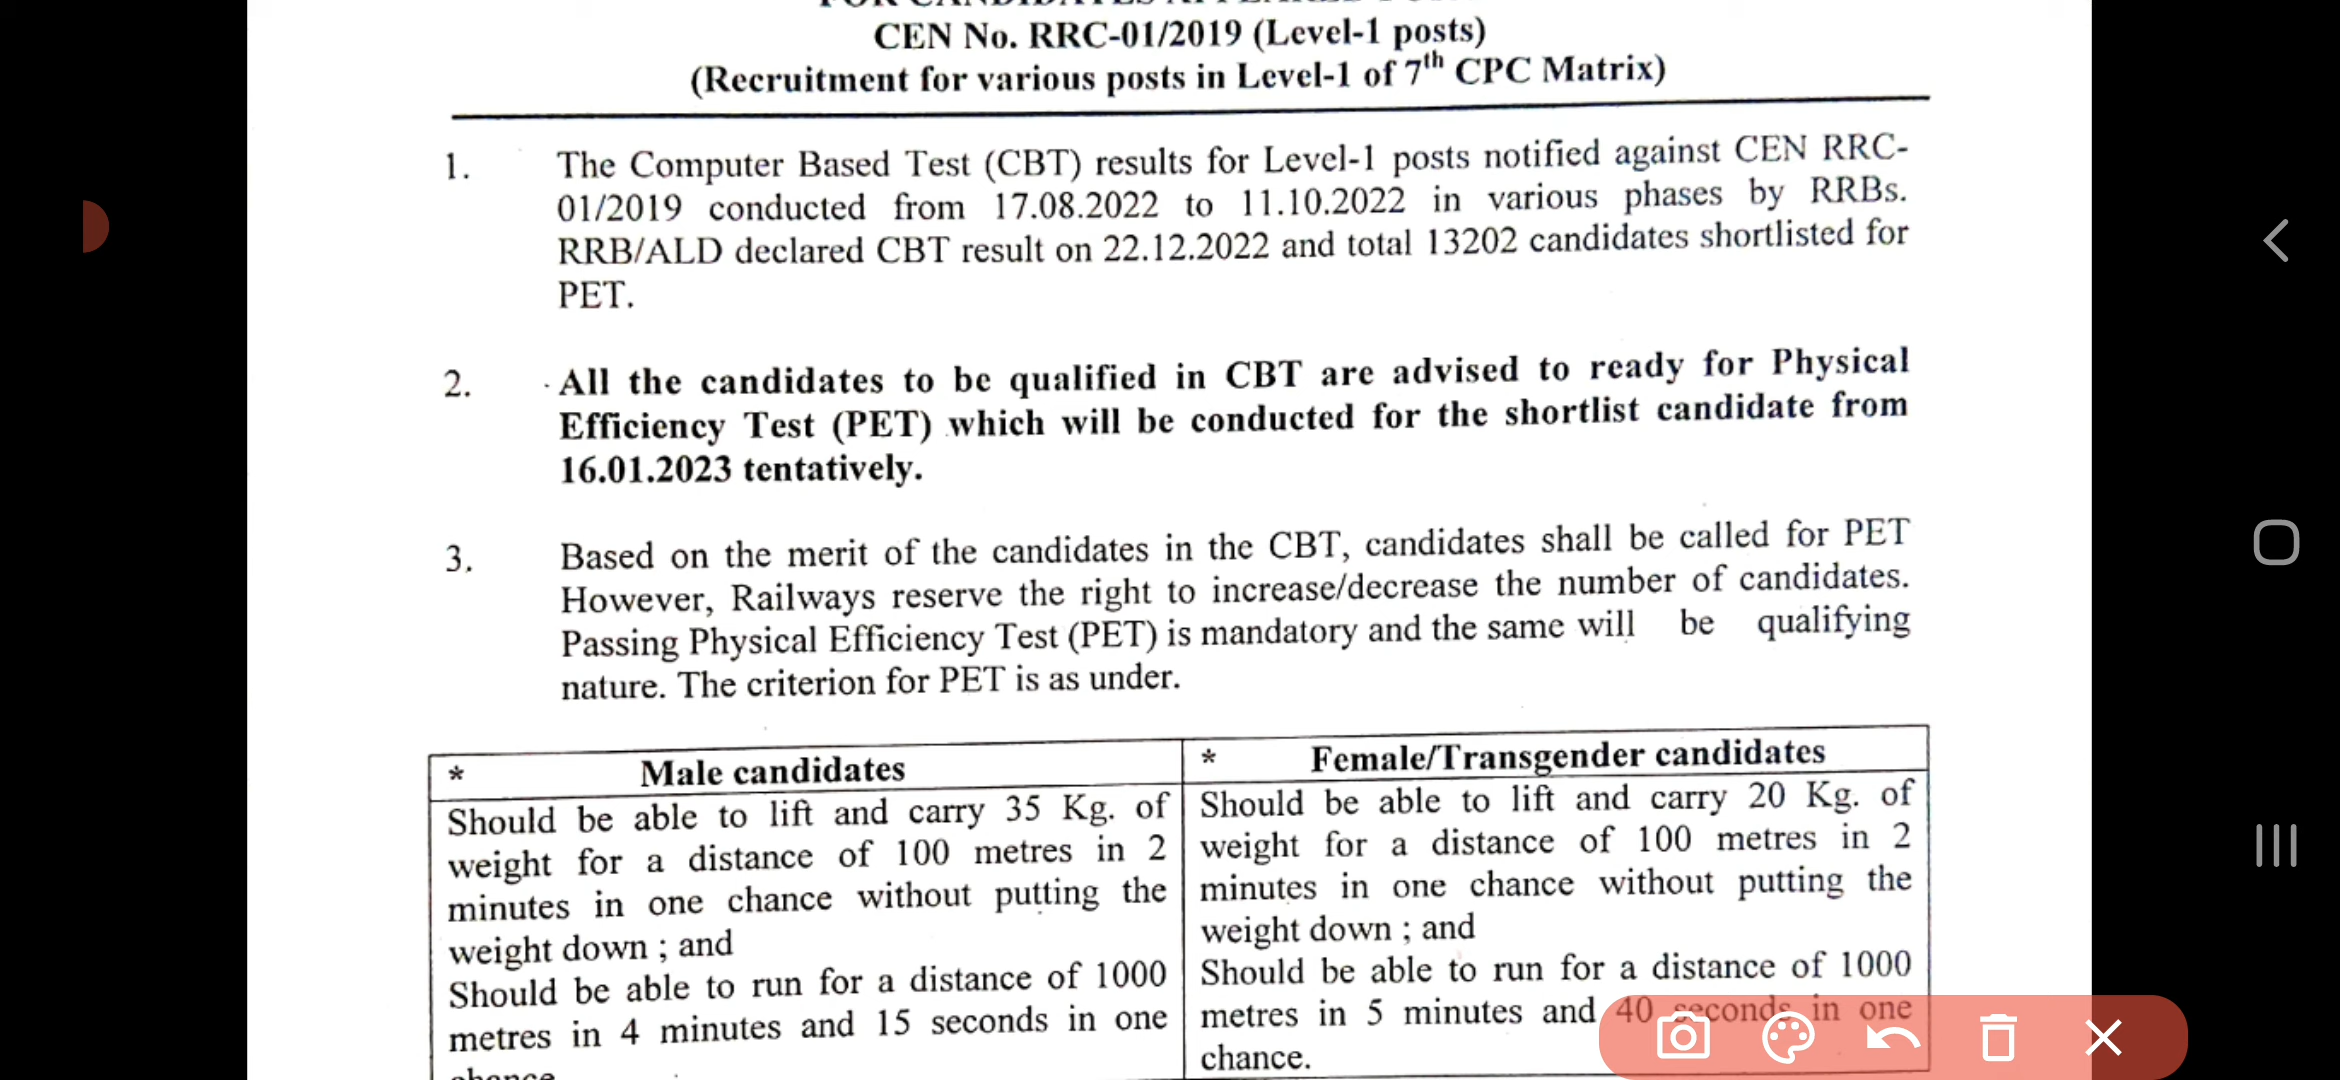 CEN No. RRC-01/2019 (Level-1 posts)
(Recruitment for various posts in Level-1 of 7th CPC Matrix)
1. The Computer Based Test (CBT) results for Level-1 posts notified against CEN RRC-
01/2019 conducted from 17.08.2022 to 11.10.2022 in various phases by RRBs.
RRB/ALD declared CBT result on 22.12.2022 and total 13202 candidates shortlisted for
PET.
2. All the candidates to be qualified in CBT are advised to ready for Physical
Efficiency Test (PET) which will be conducted for the shortlist candidate from
16.01.2023 tentatively.
3. Based on the merit of the candidates in the CBT, candidates shall be called for PET
However, Railways reserve the right to increase/decrease the number of candidates.
Passing Physical Efficiency Test (PET) is mandatory and the same will be qualifying
nature. The criterion for PET is as under.
* Male candidates
Should be able to lift and carry 35 Kg. of
weight for a distance of 100 metres in 2
minutes in one chance without putting the
weight down ; and
Should be able to run for a distance of 1000
metres in 4 minutes and 15 seconds in one
* Female/Transgender candidates
Should be able to lift and carry 20 Kg. of
weight for a distance of 100 metres in 2
minutes in one chance without putting the
weight down ; and
Should be able to run for a distance of 1000
metres in 5 minutes and 40 seconds in one
chance.